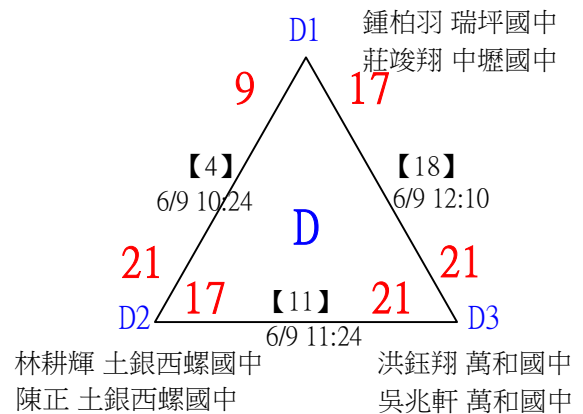 D1
鍾柏羽 瑞坪國中
莊竣翔 中壢國中
9
17
【4】
6/9 10:24
【18】
6/9 12:10
D
21
21
D2
17
【11】
21
D3
6/9 11:24
林耕輝 土銀西螺國中
陳正 土銀西螺國中
洪鈺翔 萬和國中
吳兆軒 萬和國中